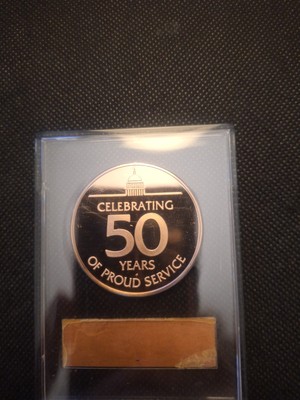 CELEBRATING
50
YEARS
OF PROUD SERVICE